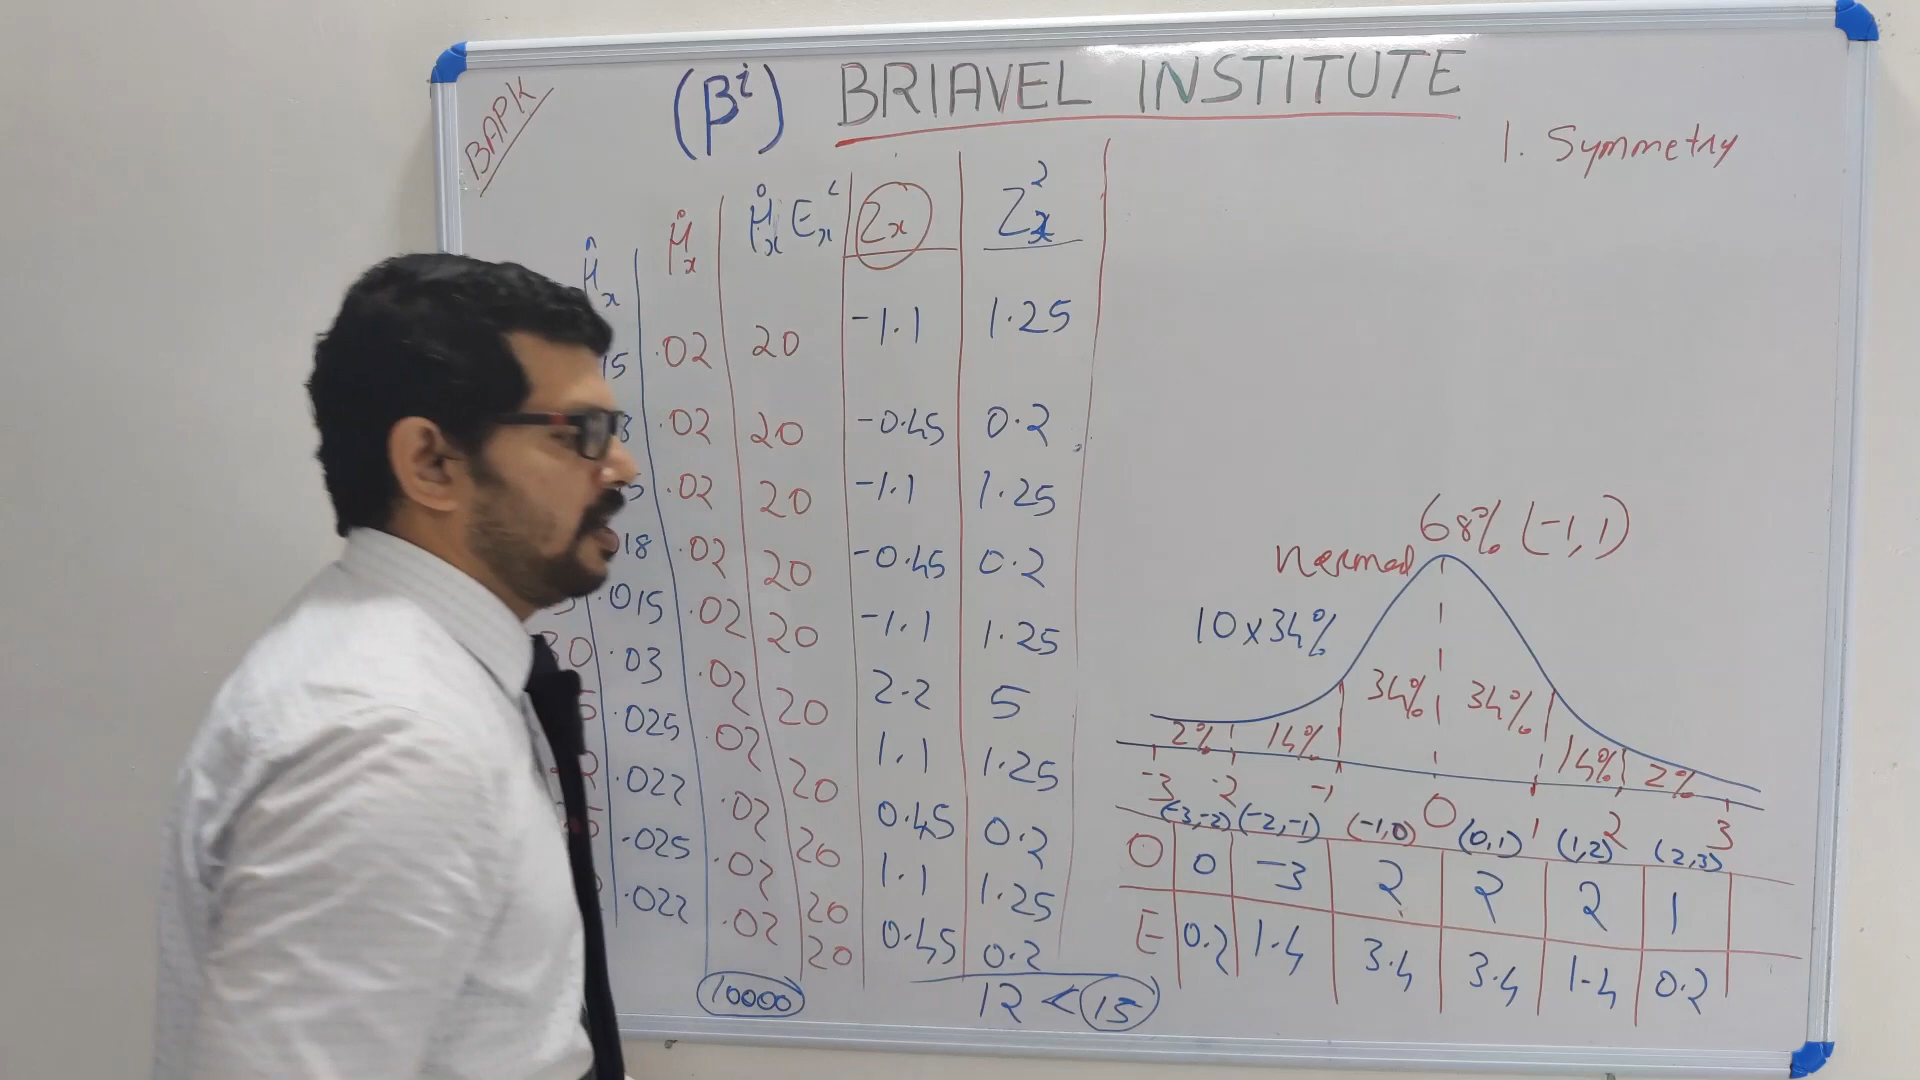 BAPK
(βⁱ) BRIAVEL INSTITUTE
1. Symmetry
μ̂x μ̊x μ̊x Eᶜx Zx Z²x
15 .02 20 -1.1 1.25
.02 20 -0.45 0.2
.02 20 -1.1 1.25
18 .02 20 -0.45 0.2
.015 .02 20 -1.1 1.25
.03 .02 20 2.2 5
.025 .02 20 1.1 1.25
.022 .02 20 0.45 0.2
.025 .02 20 1.1 1.25
.022 .02 20 0.45 0.2
10000 12 < 15
68% (-1,1)
normal
10x34%
34% 34%
2% 14% 14% 2%
-3 -2 -1 0 1 2 3
(-3,-2) (-2,-1) (-1,0) (0,1) (1,2) (2,3)
O 0 -3 2 2 2 1
E 0.2 1.4 3.4 3.4 1.4 0.2